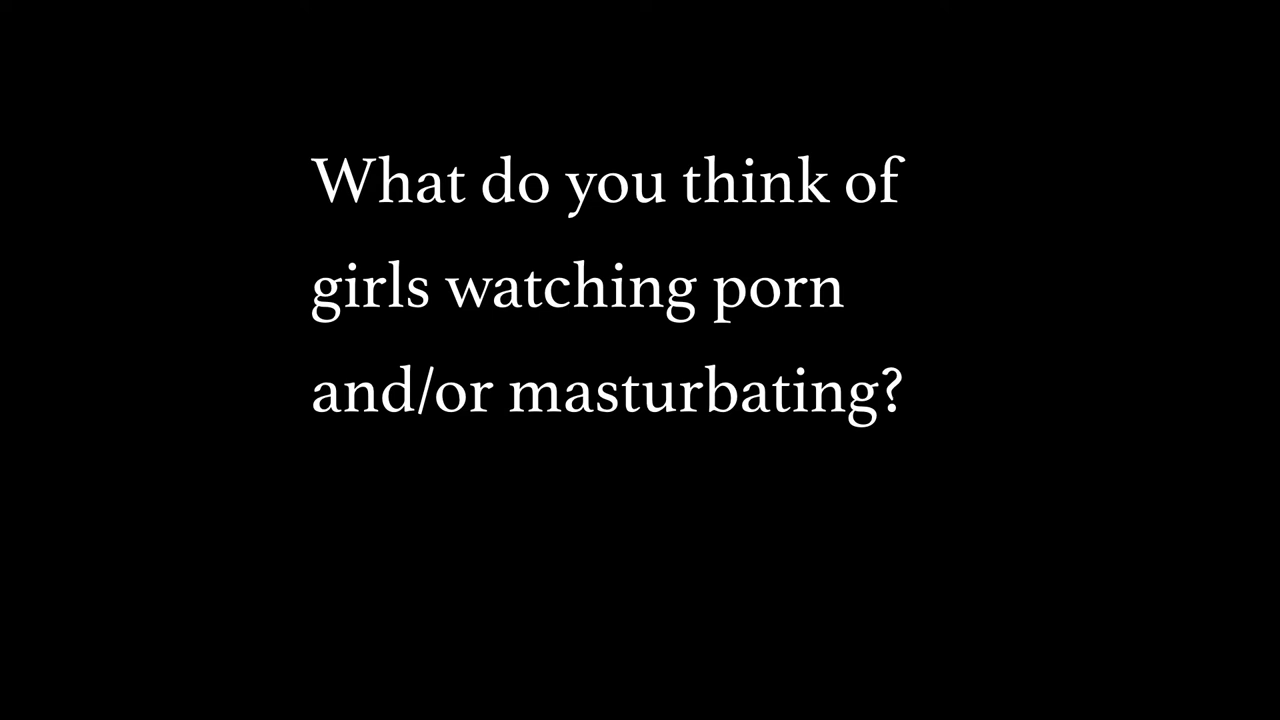 What do you think of
girls watching porn
and/or masturbating?